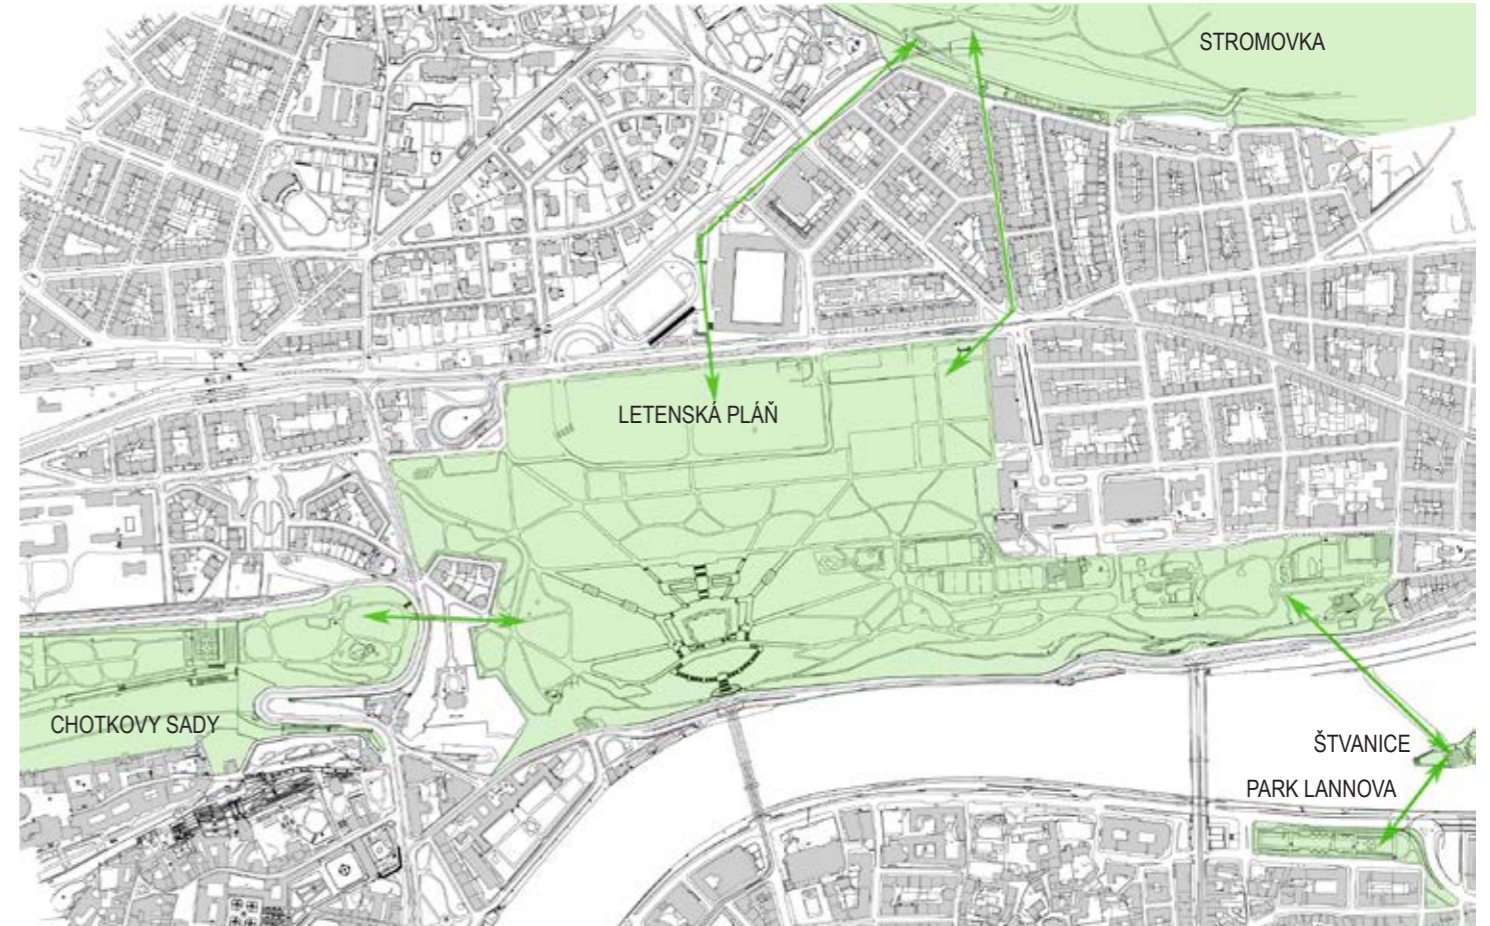 STROMOVKA
LETENSKÁ PLÁŇ
CHOTKOVY SADY
ŠTVANICE
PARK LANNOVA